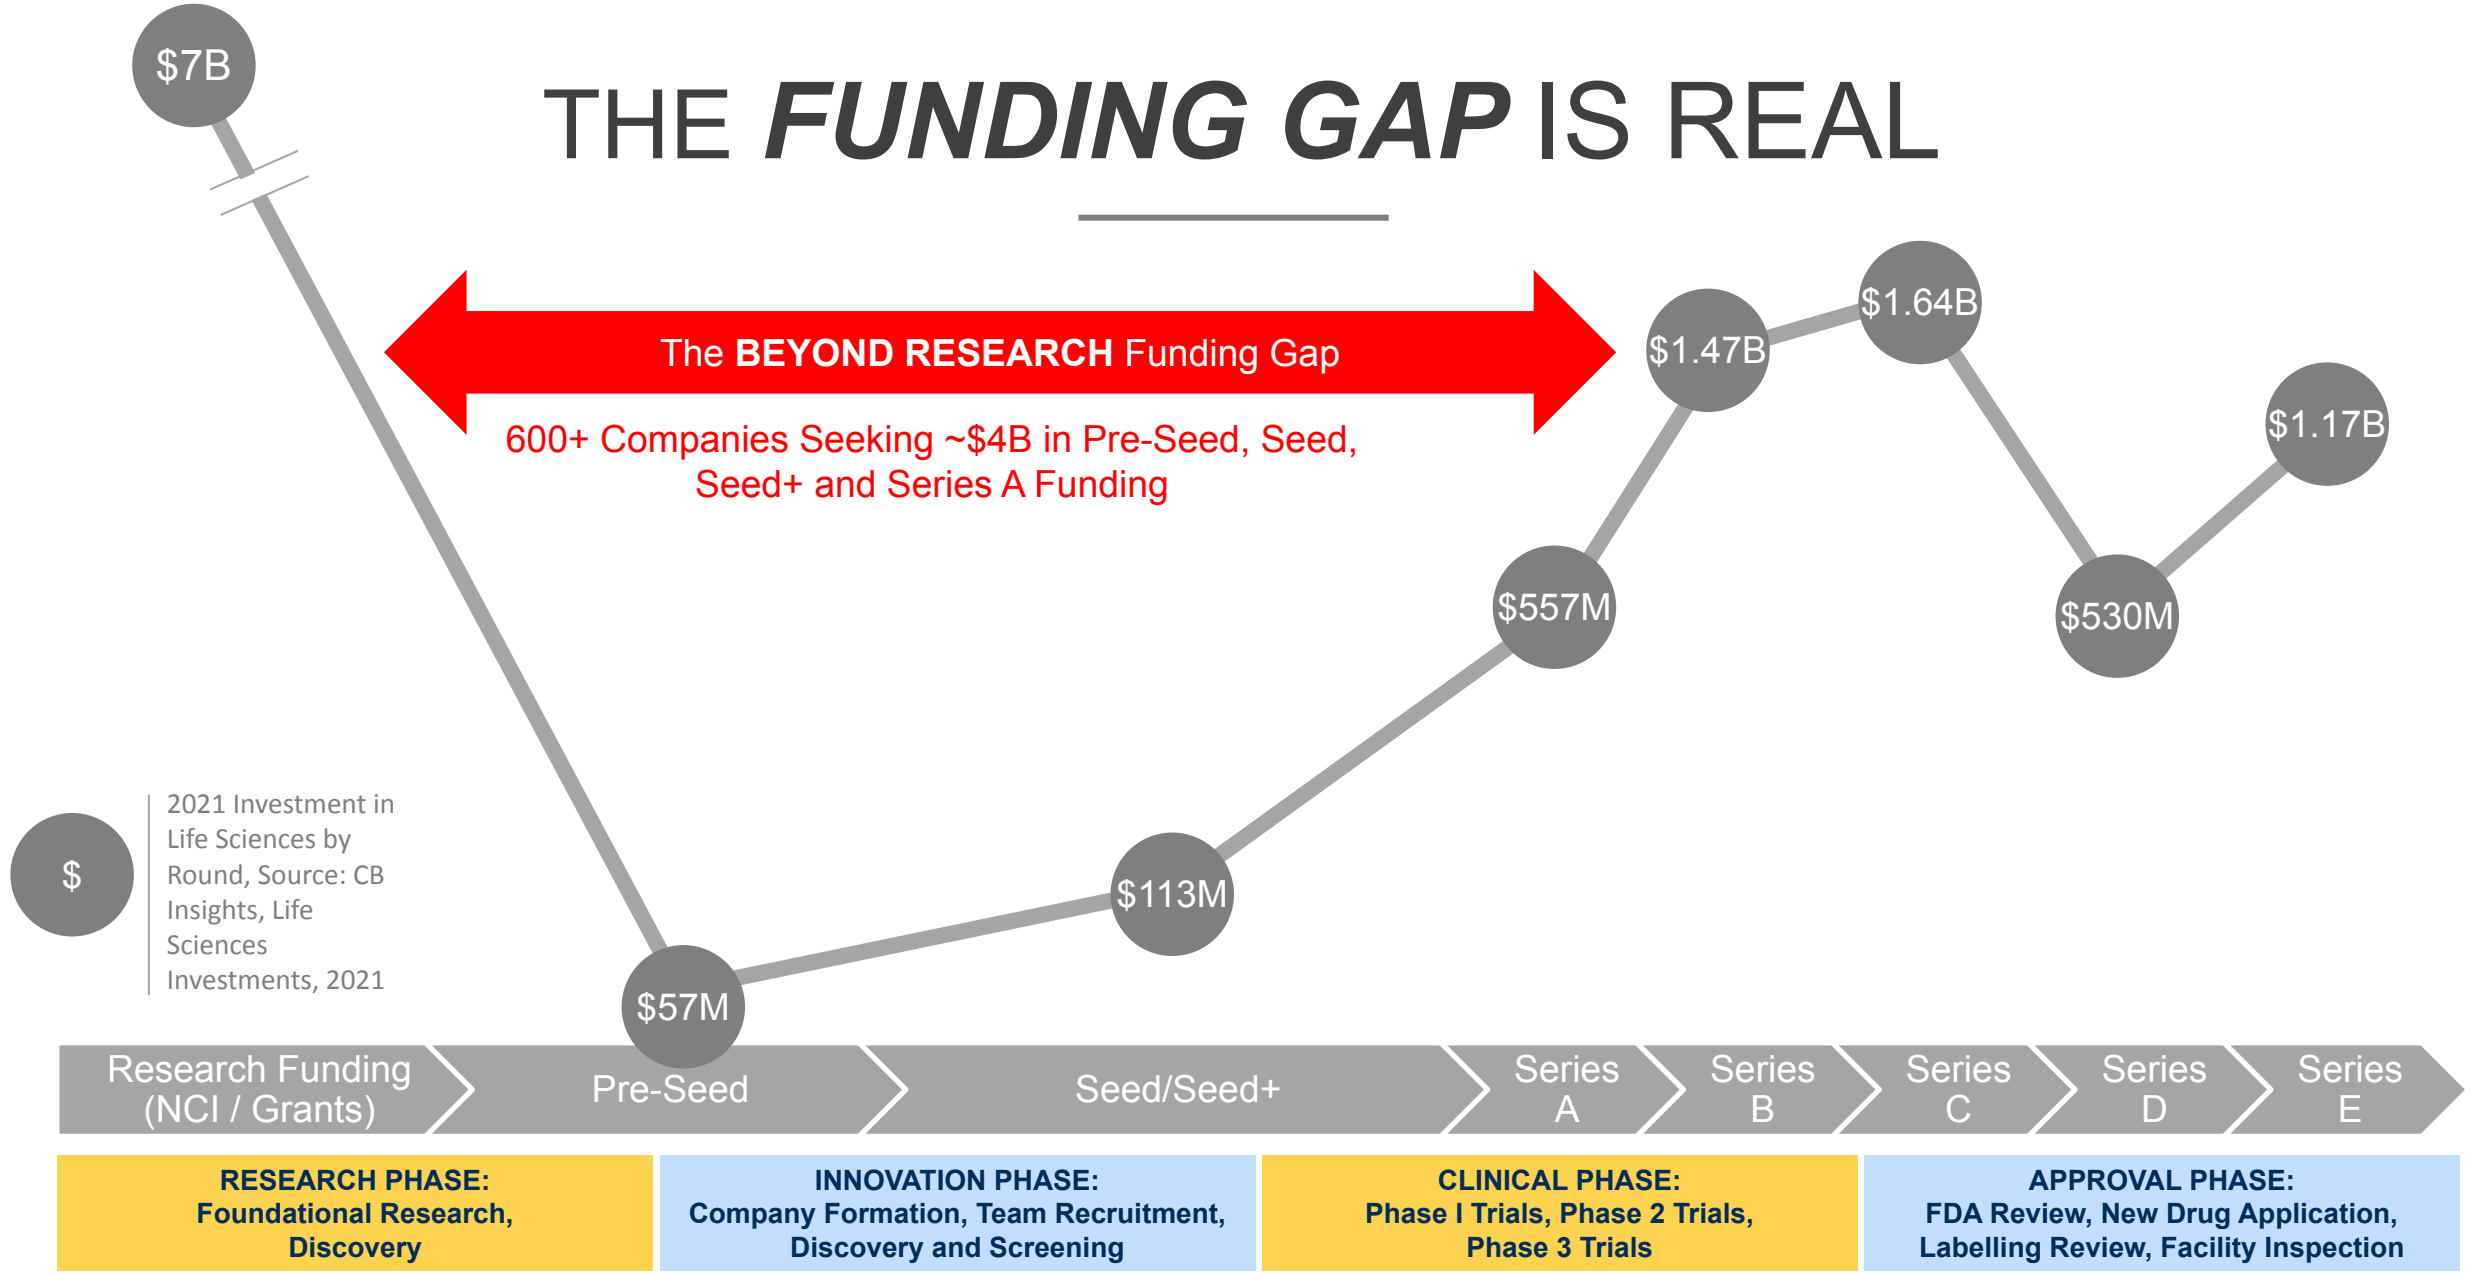 $7B
THE FUNDING GAP IS REAL
The BEYOND RESEARCH Funding Gap
600+ Companies Seeking ~$4B in Pre-Seed, Seed,
Seed+ and Series A Funding
$1.47B
$1.64B
$1.17B
$557M
$530M
$113M
$57M
$
2021 Investment in
Life Sciences by
Round, Source: CB
Insights, Life
Sciences
Investments, 2021
Research Funding
(NCI / Grants)
Pre-Seed
Seed/Seed+
Series
A
Series
B
Series
C
Series
D
Series
E
RESEARCH PHASE:
Foundational Research,
Discovery
INNOVATION PHASE:
Company Formation, Team Recruitment,
Discovery and Screening
CLINICAL PHASE:
Phase I Trials, Phase 2 Trials,
Phase 3 Trials
APPROVAL PHASE:
FDA Review, New Drug Application,
Labelling Review, Facility Inspection